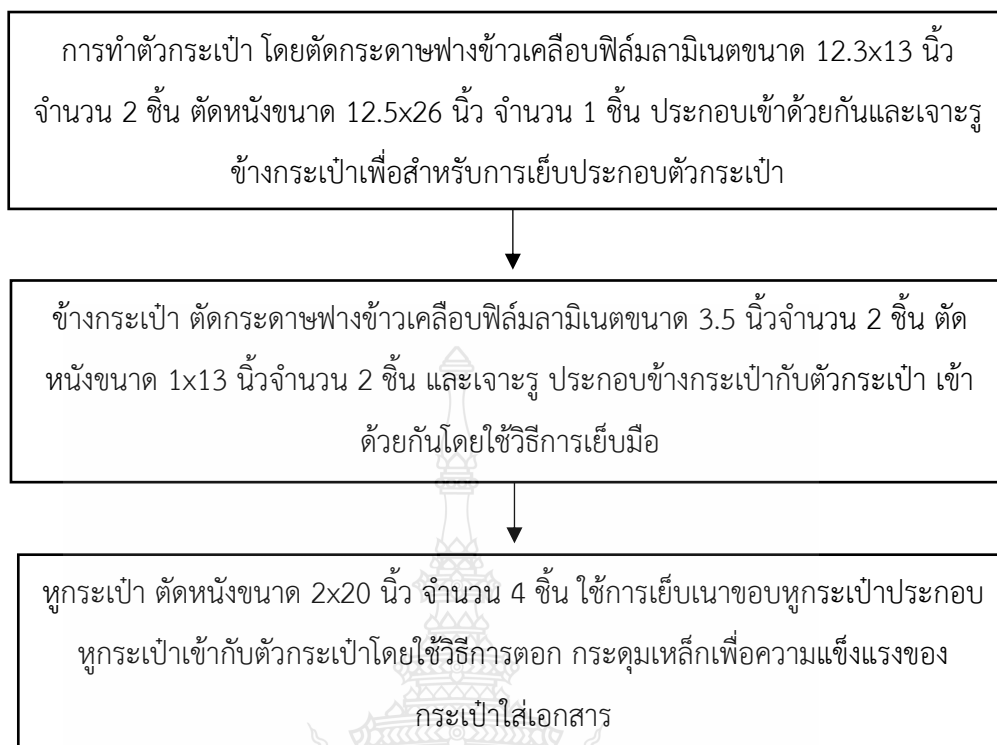 การทำตัวกระเป๋า โดยตัดกระดาษฟางข้าวเคลือบฟิล์มลามิเนตขนาด 12.3x13 นิ้ว
จำนวน 2 ชิ้น ตัดหนังขนาด 12.5x26 นิ้ว จำนวน 1 ชิ้น ประกอบเข้าด้วยกันและเจาะรู
ข้างกระเป๋าเพื่อสำหรับการเย็บประกอบตัวกระเป๋า
ข้างกระเป๋า ตัดกระดาษฟางข้าวเคลือบฟิล์มลามิเนตขนาด 3.5 นิ้วจำนวน 2 ชิ้น ตัด
หนังขนาด 1x13 นิ้วจำนวน 2 ชิ้น และเจาะรู ประกอบข้างกระเป๋ากับตัวกระเป๋า เข้า
ด้วยกันโดยใช้วิธีการเย็บมือ
หูกระเป๋า ตัดหนังขนาด 2x20 นิ้ว จำนวน 4 ชิ้น ใช้การเย็บเนาขอบหูกระเป๋าประกอบ
หูกระเป๋าเข้ากับตัวกระเป๋าโดยใช้วิธีการตอก กระดุมเหล็กเพื่อความแข็งแรงของ
กระเป๋าใส่เอกสาร